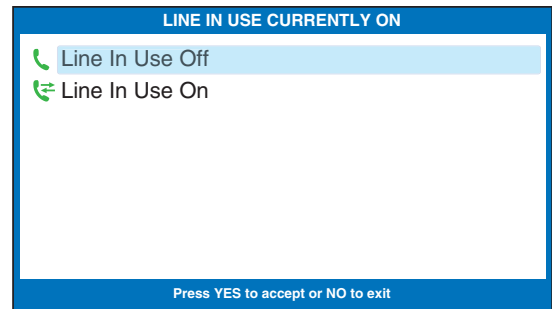 LINE IN USE CURRENTLY ON
Line In Use Off
Line In Use On
Press YES to accept or NO to exit